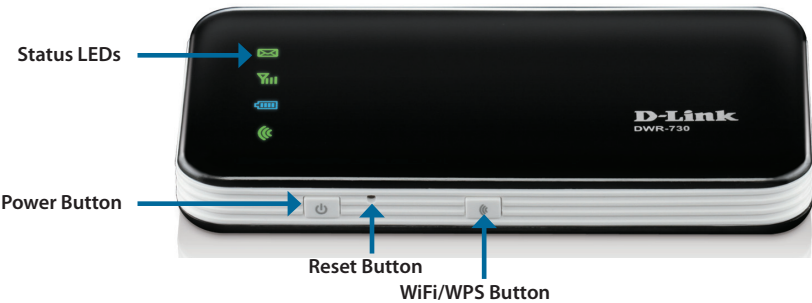 Status LEDs
D-Link
DWR-730
Power Button
Reset Button
WiFi/WPS Button